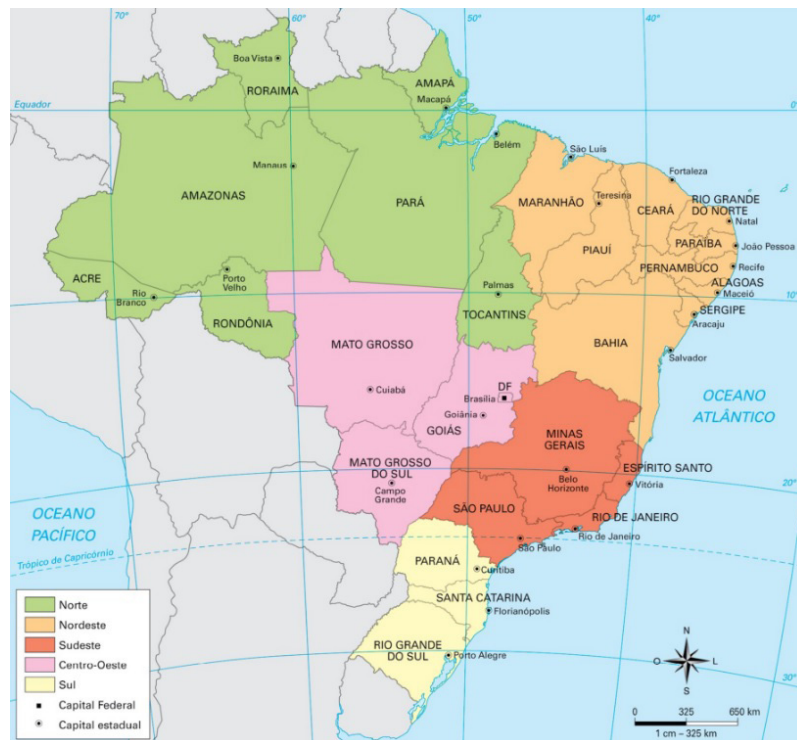 70°
60°
50°
40°
Boa Vista
RORAIMA
AMAPÁ
Macapá
Equador
0°
Belém
São Luís
Fortaleza
Manaus
AMAZONAS
PARÁ
MARANHÃO
Teresina
CEARÁ
RIO GRANDE
DO NORTE
Natal
PARAÍBA
João Pessoa
PIAUÍ
PERNAMBUCO
Recife
ACRE
Rio
Branco
Porto
Velho
RONDÔNIA
Palmas
TOCANTINS
ALAGOAS
Maceió
10°
SERGIPE
Aracaju
MATO GROSSO
BAHIA
Salvador
Cuiabá
DF
Brasília
Goiânia
GOIÁS
OCEANO
ATLÂNTICO
MINAS
GERAIS
MATO GROSSO
DO SUL
Campo
Grande
Belo
Horizonte
ESPÍRITO SANTO
Vitória
20°
SÃO PAULO
RIO DE JANEIRO
Rio de Janeiro
São Paulo
OCEANO
PACÍFICO
Trópico de Capricórnio
PARANÁ
Curitiba
SANTA CATARINA
Florianópolis
RIO GRANDE
DO SUL
Porto Alegre
30°
Norte
Nordeste
Sudeste
Centro-Oeste
Sul
Capital Federal
Capital estadual
N
O
L
S
0 325 650 km
1 cm – 325 km